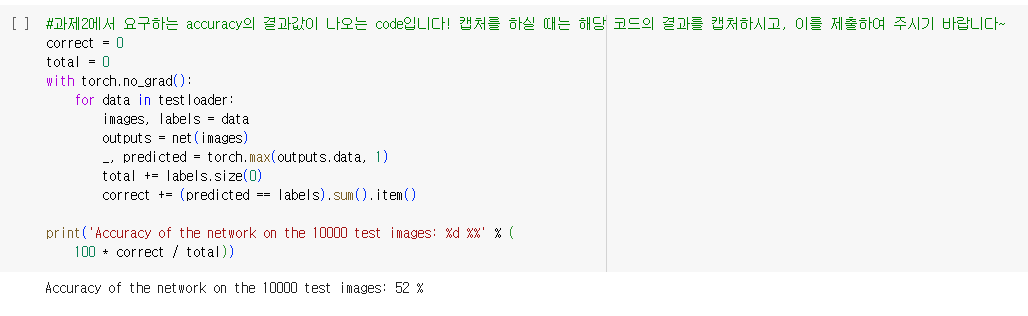 [ ] #과제2에서 요구하는 accuracy의 결과값이 나오는 code입니다! 캡처를 하실 때는 해당 코드의 결과를 캡처하시고, 이를 제출하여 주시기 바랍니다~
correct = 0
total = 0
with torch.no_grad():
    for data in testloader:
        images, labels = data
        outputs = net(images)
        _, predicted = torch.max(outputs.data, 1)
        total += labels.size(0)
        correct += (predicted == labels).sum().item()

print('Accuracy of the network on the 10000 test images: %d %%' % (
    100 * correct / total))
Accuracy of the network on the 10000 test images: 52 %